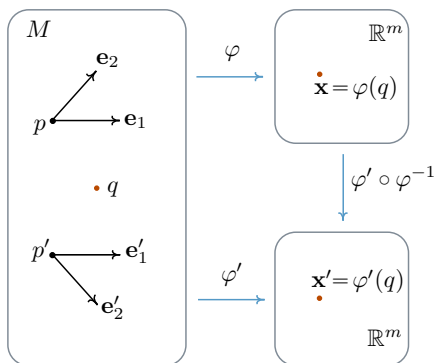 M
φ
ℝᵐ
𝐞₂
𝐱 = φ(q)
p
𝐞₁
φ′ ∘ φ⁻¹
q
p′
𝐞′₁
φ′
𝐱′ = φ′(q)
𝐞′₂
ℝᵐ